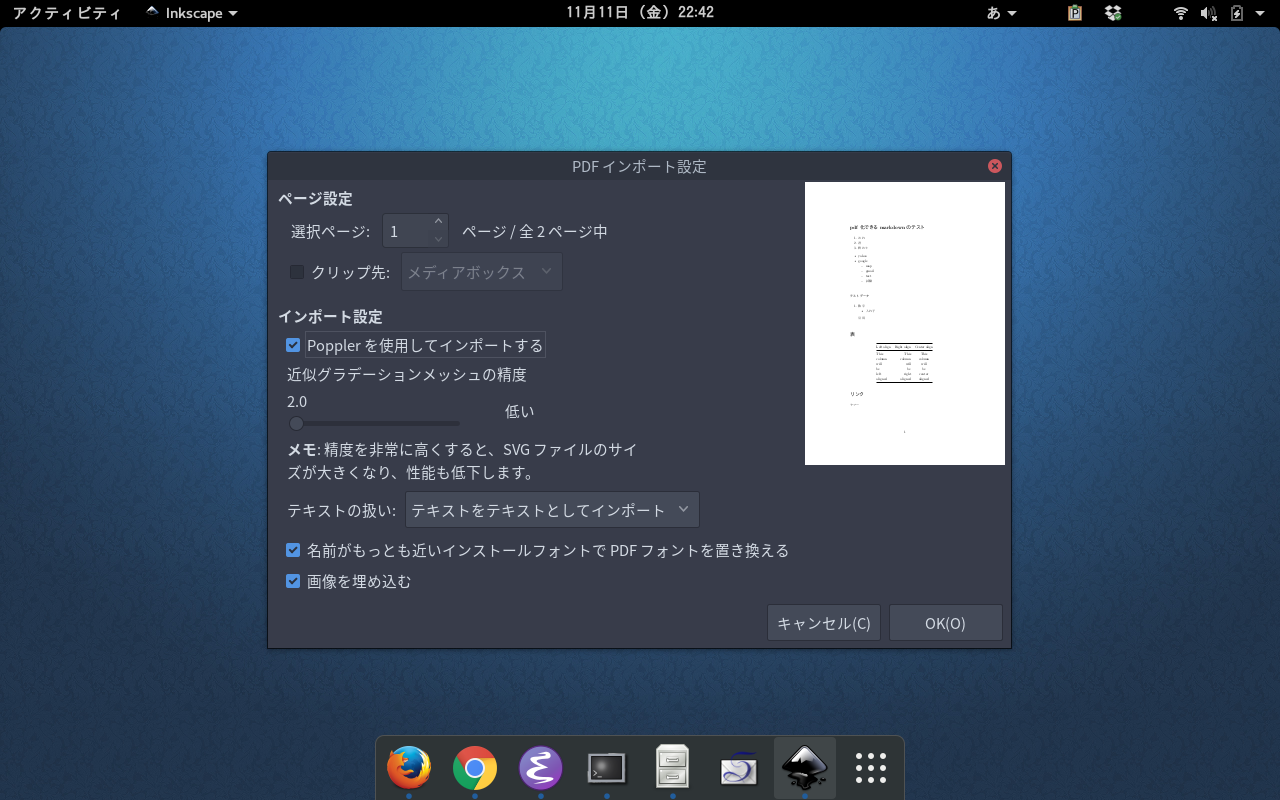 アクティビティ Inkscape 11月11日（金）22:42 あ
PDF インポート設定
ページ設定
選択ページ: 1 ページ / 全 2 ページ中
クリップ先: メディアボックス
インポート設定
Poppler を使用してインポートする
近似グラデーションメッシュの精度
2.0
低い
メモ: 精度を非常に高くすると、SVG ファイルのサイ
ズが大きくなり、性能も低下します。
テキストの扱い: テキストをテキストとしてインポート
名前がもっとも近いインストールフォントで PDF フォントを置き換える
画像を埋め込む
キャンセル(C) OK(O)
pdf 化できる markdown のテスト
表
Left align Right align Center align
リンク